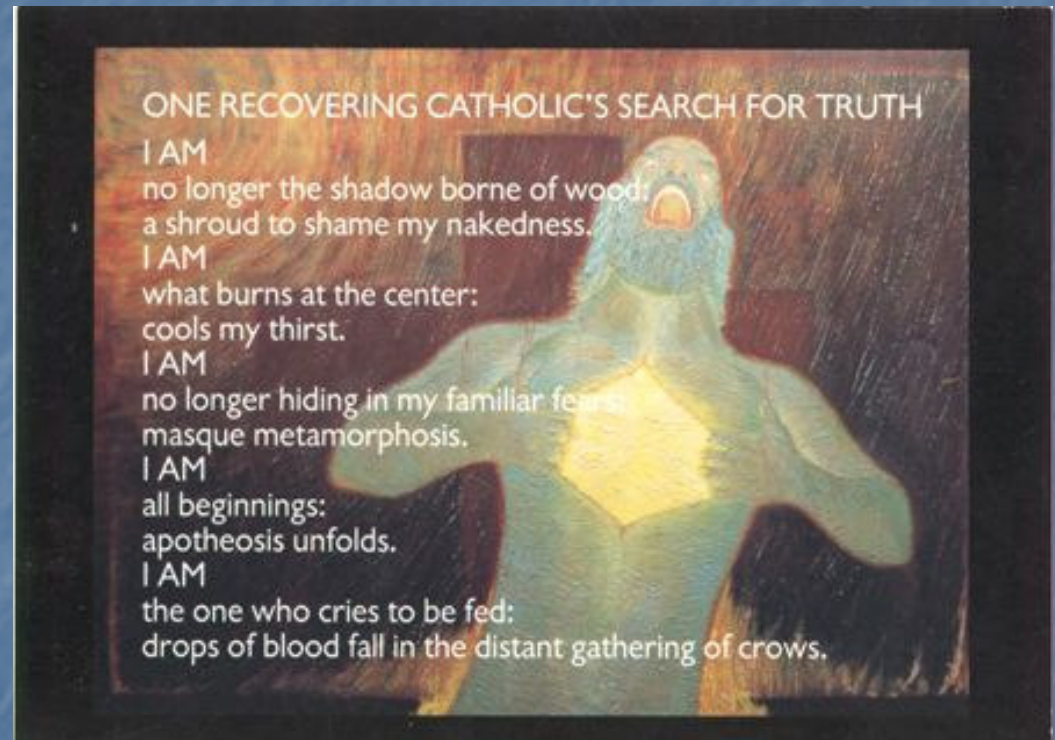 ONE RECOVERING CATHOLIC'S SEARCH FOR TRUTH
I AM
no longer the shadow borne of wood:
a shroud to shame my nakedness.
I AM
what burns at the center:
cools my thirst.
I AM
no longer hiding in my familiar fears:
masque metamorphosis.
I AM
all beginnings:
apotheosis unfolds.
I AM
the one who cries to be fed:
drops of blood fall in the distant gathering of crows.